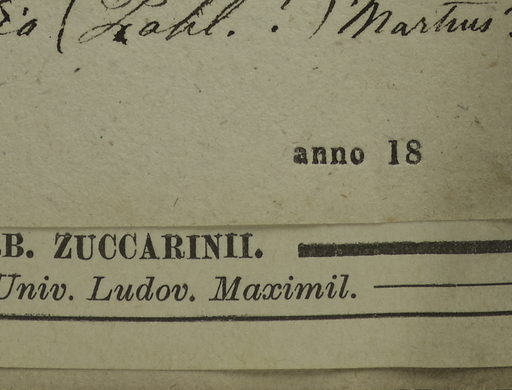 Martius
anno 18
B. ZUCCARINII.
Univ. Ludov. Maximil.